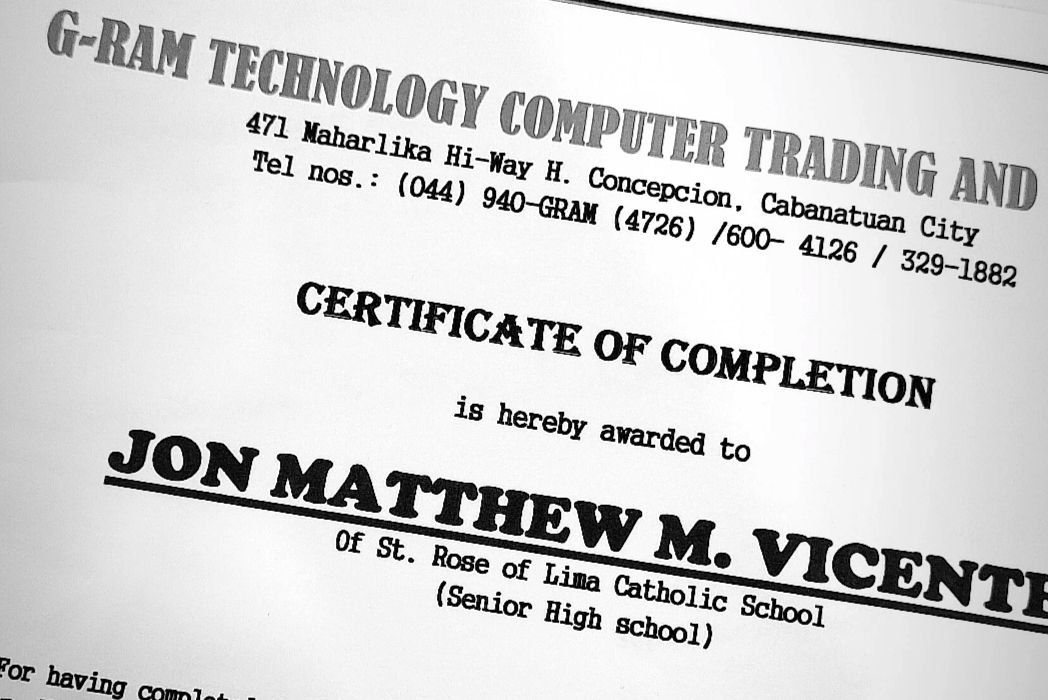 G-RAM TECHNOLOGY COMPUTER TRADING AND
471 Maharlika Hi-Way H. Concepcion, Cabanatuan City
Tel nos.: (044) 940-GRAM (4726) /600- 4126 / 329-1882
CERTIFICATE OF COMPLETION
is hereby awarded to
JON MATTHEW M. VICENTE
Of St. Rose of Lima Catholic School
(Senior High school)
For having